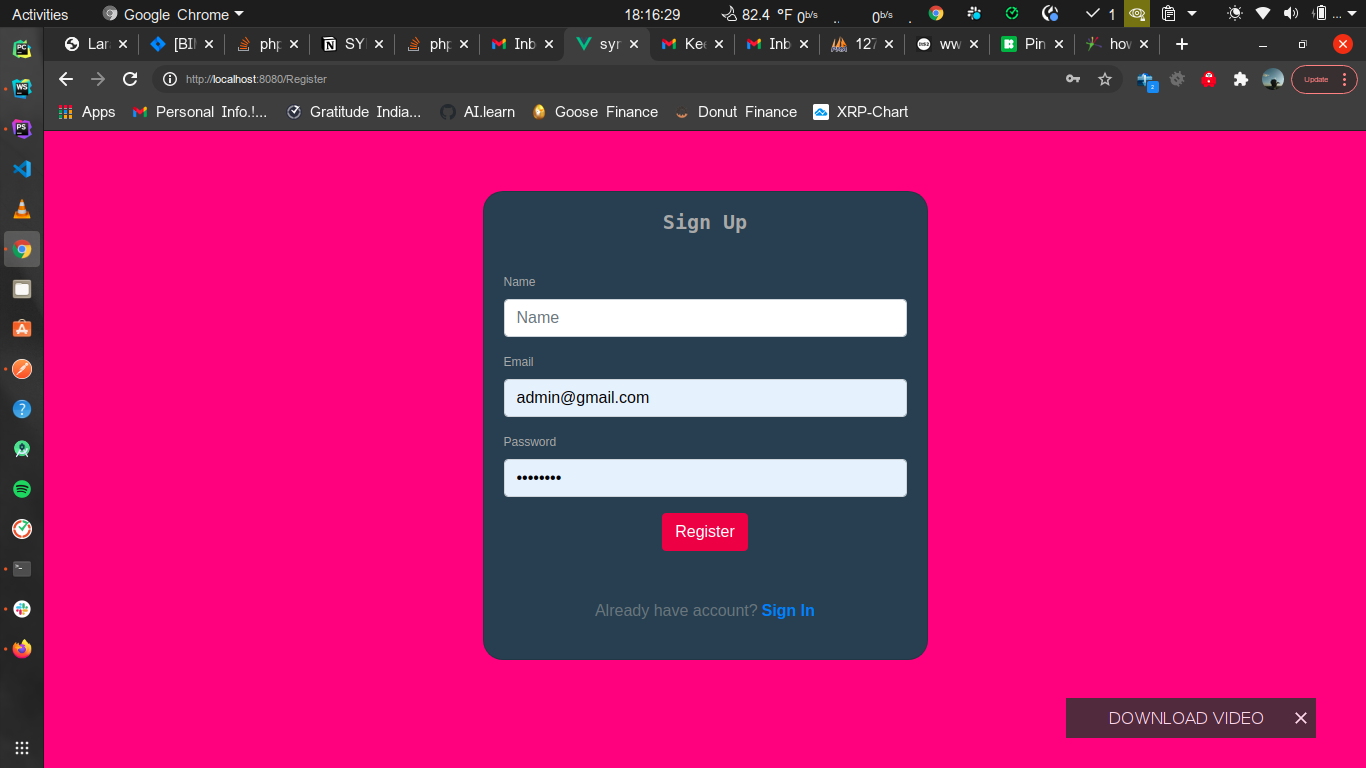 Activities Google Chrome 18:16:29 82.4 °F 0b/s .. 0b/s . 1 ...
Lar [BI php SY php Inb syr Kee Inb 127 ww Pin hov
http://localhost:8080/Register Update
Apps Personal Info.!... Gratitude India... AI.learn Goose Finance Donut Finance XRP-Chart
Sign Up
Name
Name
Email
admin@gmail.com
Password
••••••••
Register
Already have account? Sign In
DOWNLOAD VIDEO